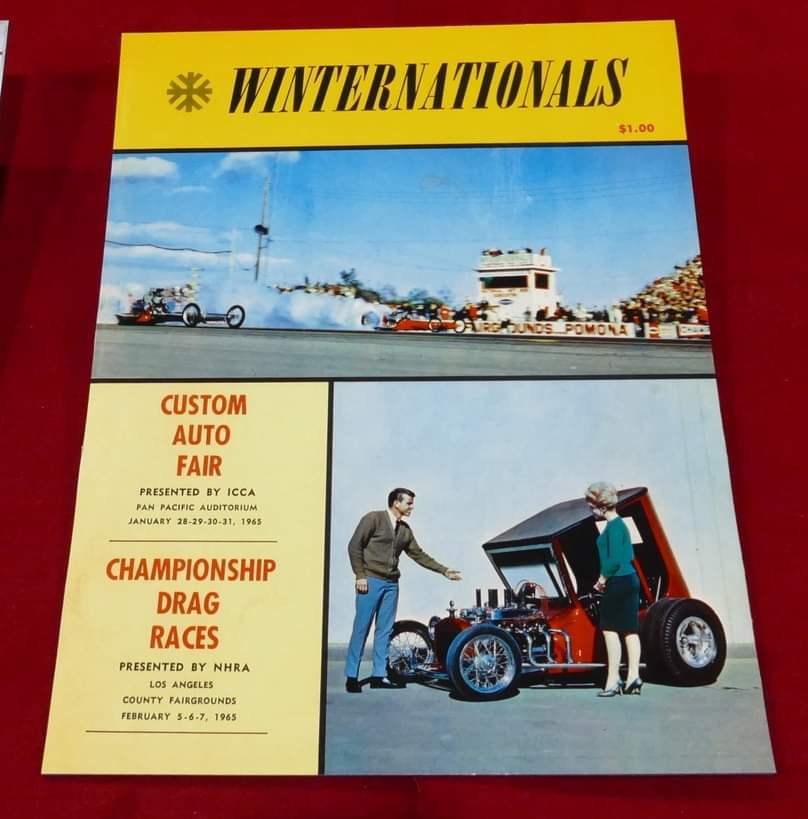 WINTERNATIONALS
$1.00
FAIRGROUNDS POMONA
CUSTOM
AUTO
FAIR
PRESENTED BY ICCA
PAN PACIFIC AUDITORIUM
JANUARY 28-29-30-31, 1965
CHAMPIONSHIP
DRAG
RACES
PRESENTED BY NHRA
LOS ANGELES
COUNTY FAIRGROUNDS
FEBRUARY 5-6-7, 1965